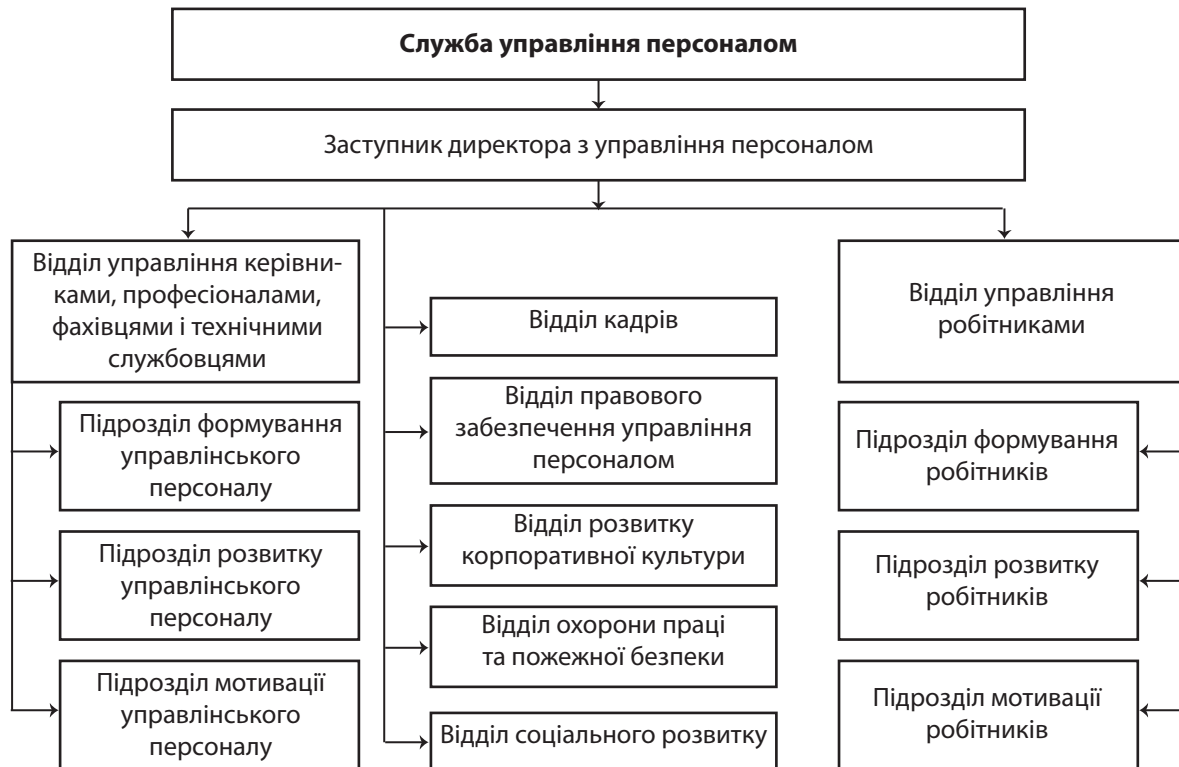 Служба управління персоналом
Заступник директора з управління персоналом
Відділ управління керівни-
ками, професіоналами,
фахівцями і технічними
службовцями
Підрозділ формування
управлінського
персоналу
Підрозділ розвитку
управлінського
персоналу
Підрозділ мотивації
управлінського
персоналу
Відділ кадрів
Відділ правового
забезпечення управління
персоналом
Відділ розвитку
корпоративної культури
Відділ охорони праці
та пожежної безпеки
Відділ соціального розвитку
Відділ управління
робітниками
Підрозділ формування
робітників
Підрозділ розвитку
робітників
Підрозділ мотивації
робітників